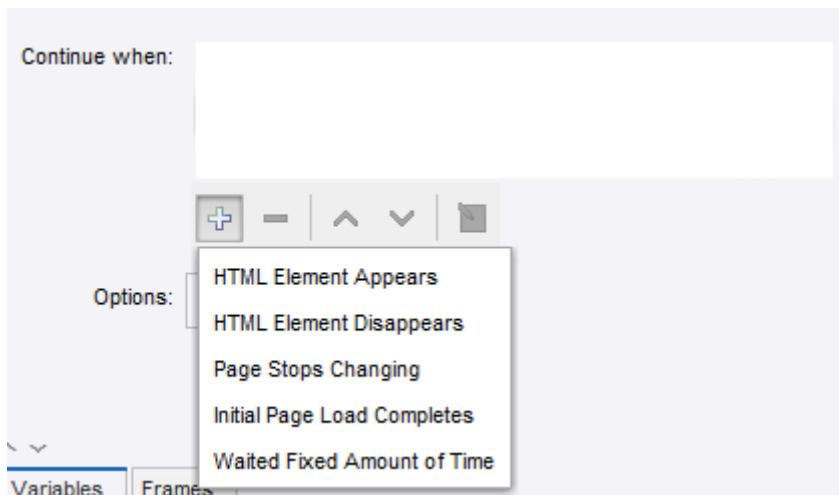 Continue when:
Options:
HTML Element Appears
HTML Element Disappears
Page Stops Changing
Initial Page Load Completes
Waited Fixed Amount of Time
Variables
Frames